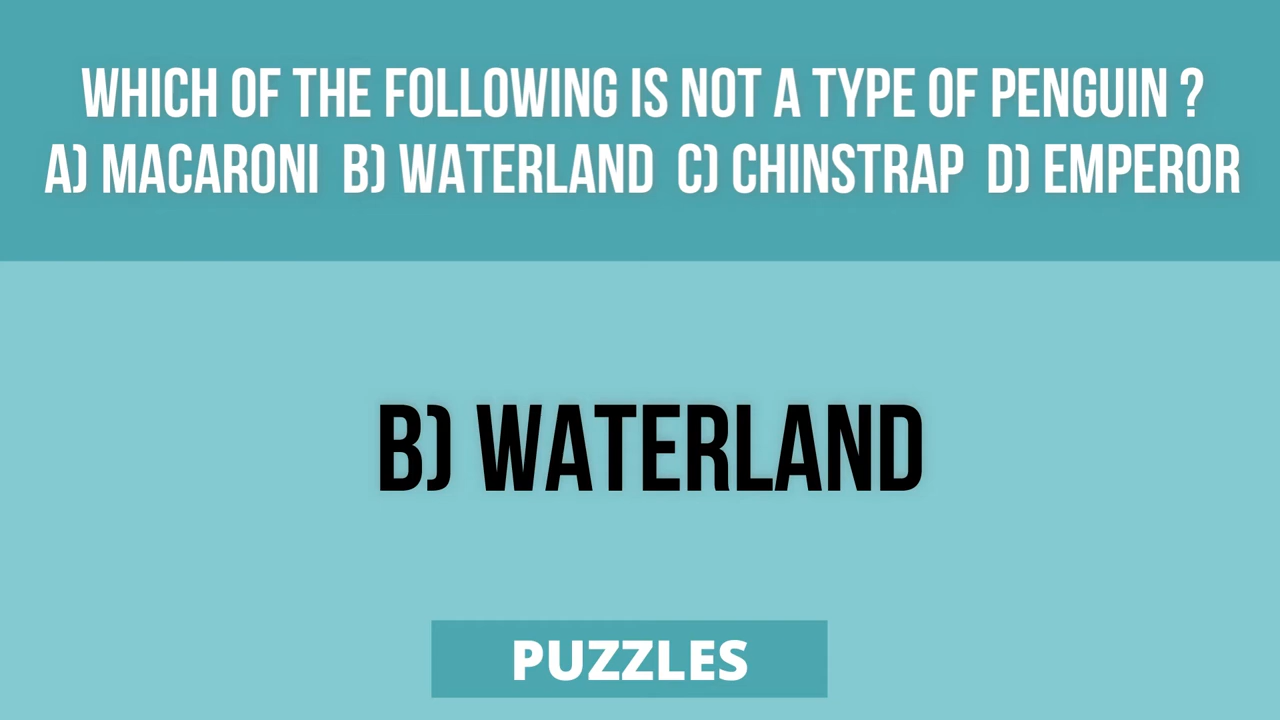 WHICH OF THE FOLLOWING IS NOT A TYPE OF PENGUIN ?
A) MACARONI B) WATERLAND C) CHINSTRAP D) EMPEROR
B) WATERLAND
PUZZLES